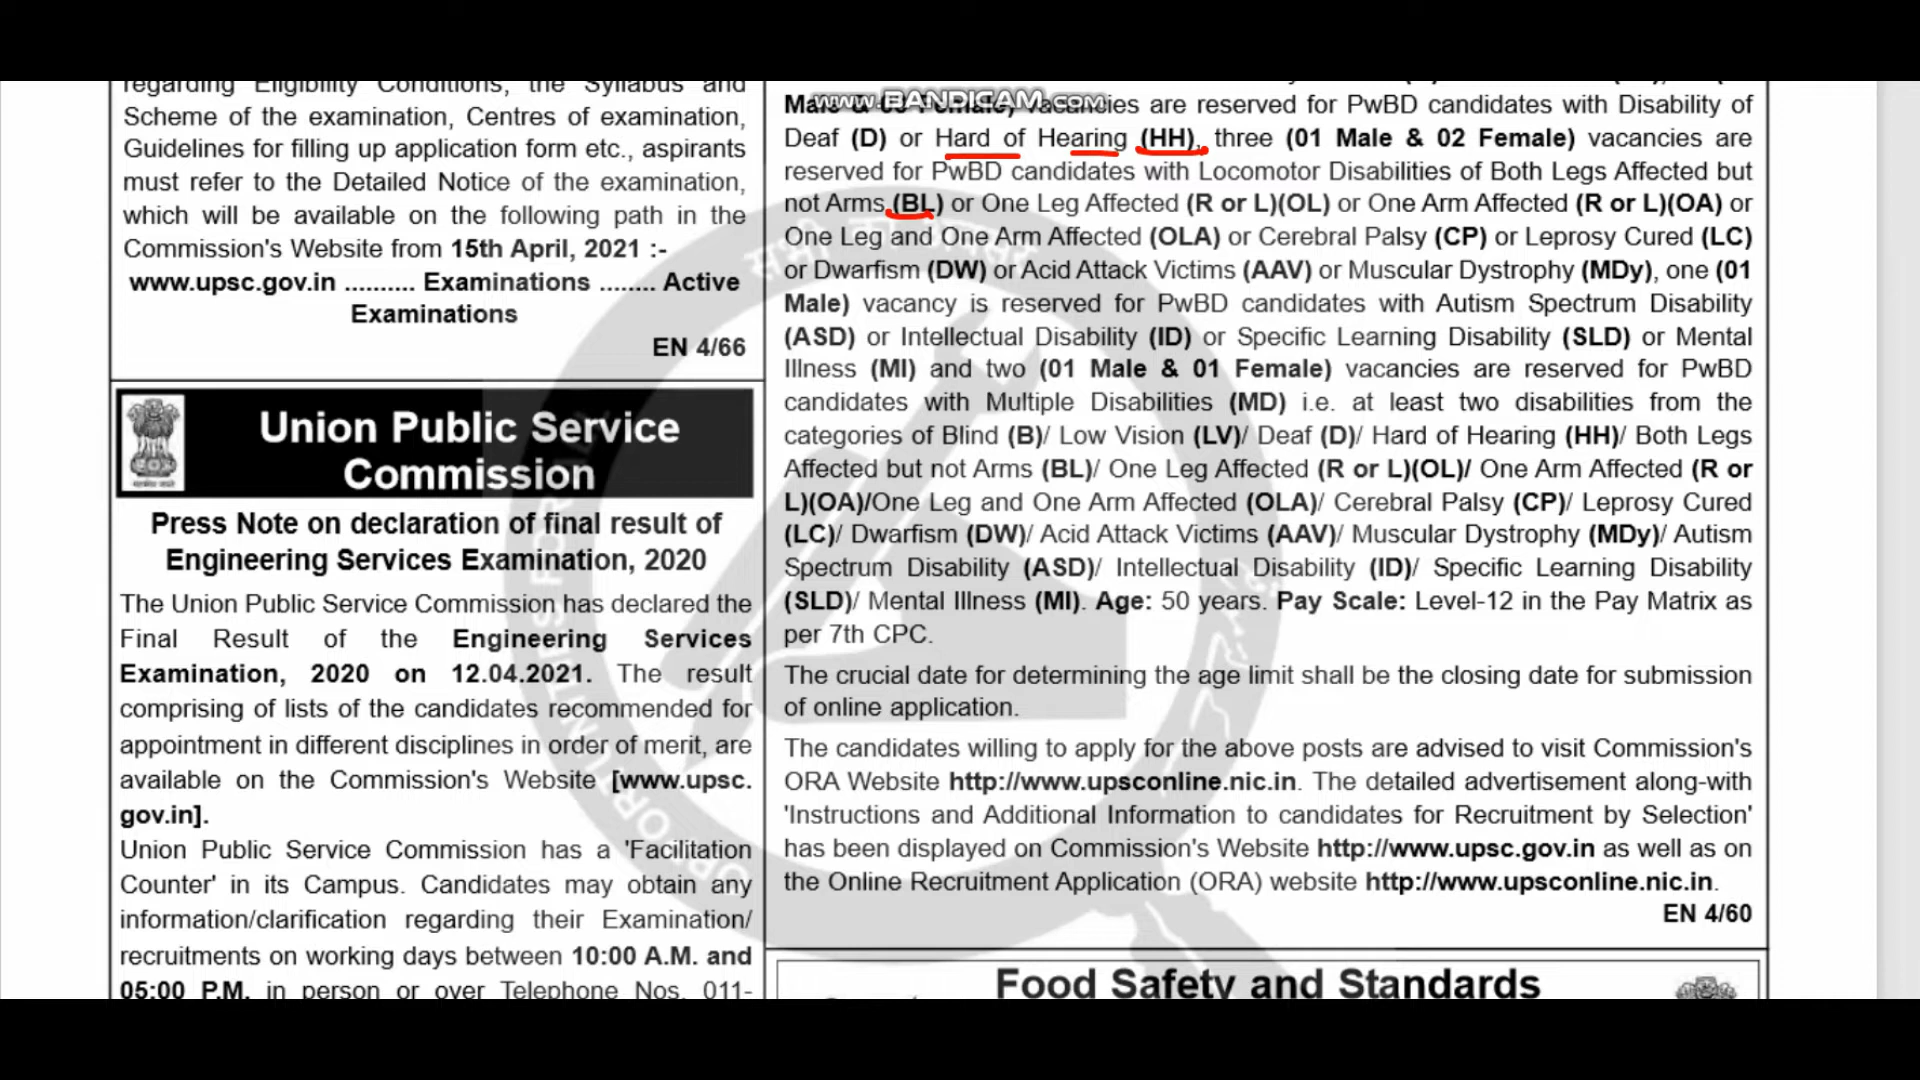 www.BANDICAM.com
regarding Eligibility Conditions, the Syllabus and
Scheme of the examination, Centres of examination,
Guidelines for filling up application form etc., aspirants
must refer to the Detailed Notice of the examination,
which will be available on the following path in the
Commission's Website from 15th April, 2021 :-
www.upsc.gov.in .......... Examinations ........ Active
Examinations
EN 4/66
Union Public Service
Commission
Press Note on declaration of final result of
Engineering Services Examination, 2020
The Union Public Service Commission has declared the
Final Result of the Engineering Services
Examination, 2020 on 12.04.2021. The result
comprising of lists of the candidates recommended for
appointment in different disciplines in order of merit, are
available on the Commission's Website [www.upsc.
gov.in].
Union Public Service Commission has a 'Facilitation
Counter' in its Campus. Candidates may obtain any
information/clarification regarding their Examination/
recruitments on working days between 10:00 A.M. and
05:00 P.M. in person or over Telephone Nos. 011-
Male & 03 Female) vacancies are reserved for PwBD candidates with Disability of
Deaf (D) or Hard of Hearing (HH), three (01 Male & 02 Female) vacancies are
reserved for PwBD candidates with Locomotor Disabilities of Both Legs Affected but
not Arms (BL) or One Leg Affected (R or L)(OL) or One Arm Affected (R or L)(OA) or
One Leg and One Arm Affected (OLA) or Cerebral Palsy (CP) or Leprosy Cured (LC)
or Dwarfism (DW) or Acid Attack Victims (AAV) or Muscular Dystrophy (MDy), one (01
Male) vacancy is reserved for PwBD candidates with Autism Spectrum Disability
(ASD) or Intellectual Disability (ID) or Specific Learning Disability (SLD) or Mental
Illness (MI) and two (01 Male & 01 Female) vacancies are reserved for PwBD
candidates with Multiple Disabilities (MD) i.e. at least two disabilities from the
categories of Blind (B)/ Low Vision (LV)/ Deaf (D)/ Hard of Hearing (HH)/ Both Legs
Affected but not Arms (BL)/ One Leg Affected (R or L)(OL)/ One Arm Affected (R or
L)(OA)/One Leg and One Arm Affected (OLA)/ Cerebral Palsy (CP)/ Leprosy Cured
(LC)/ Dwarfism (DW)/ Acid Attack Victims (AAV)/ Muscular Dystrophy (MDy)/ Autism
Spectrum Disability (ASD)/ Intellectual Disability (ID)/ Specific Learning Disability
(SLD)/ Mental Illness (MI). Age: 50 years. Pay Scale: Level-12 in the Pay Matrix as
per 7th CPC.
The crucial date for determining the age limit shall be the closing date for submission
of online application.
The candidates willing to apply for the above posts are advised to visit Commission's
ORA Website http://www.upsconline.nic.in. The detailed advertisement along-with
'Instructions and Additional Information to candidates for Recruitment by Selection'
has been displayed on Commission's Website http://www.upsc.gov.in as well as on
the Online Recruitment Application (ORA) website http://www.upsconline.nic.in.
EN 4/60
Food Safety and Standards